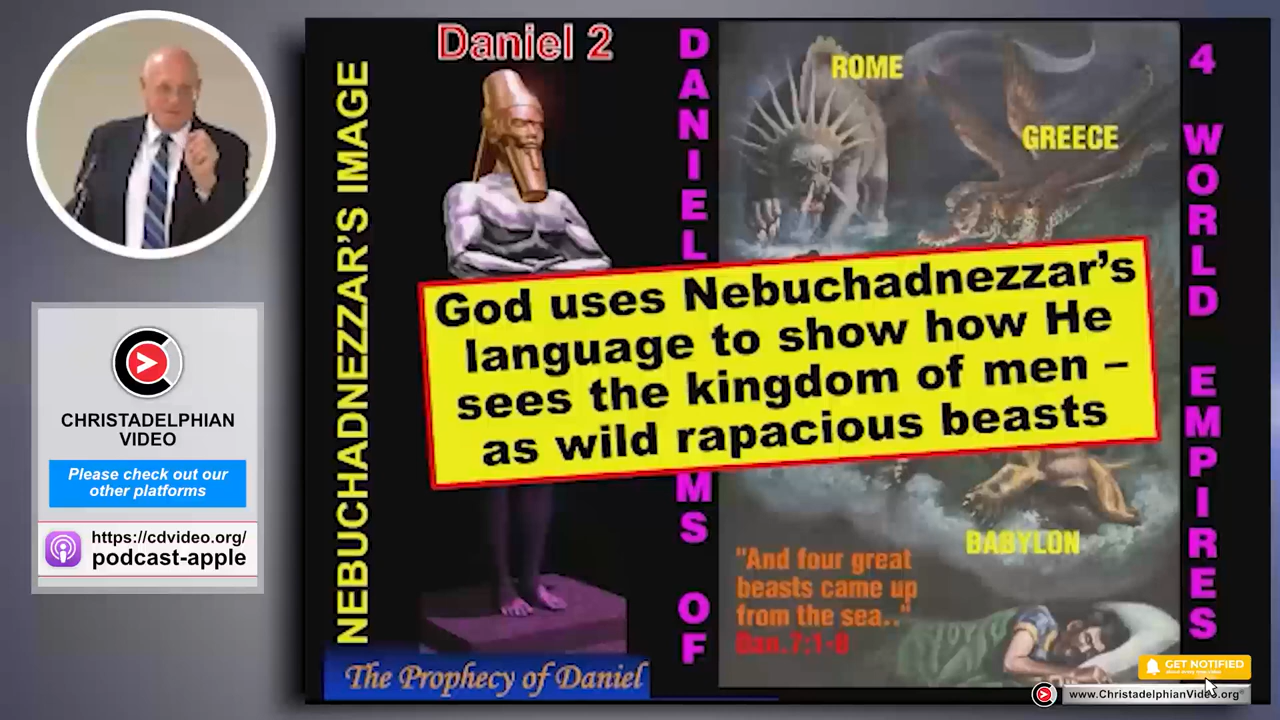 Daniel 2
NEBUCHADNEZZAR'S IMAGE
DANIEL
MS OF
4 WORLD EMPIRES
ROME
GREECE
God uses Nebuchadnezzar's
language to show how He
sees the kingdom of men –
as wild rapacious beasts
BABYLON
"And four great
beasts came up
from the sea.."
Dan.7:1-8
The Prophecy of Daniel
CHRISTADELPHIAN
VIDEO
Please check out our
other platforms
https://cdvideo.org/
podcast-apple
GET NOTIFIED
www.ChristadelphianVideo.org